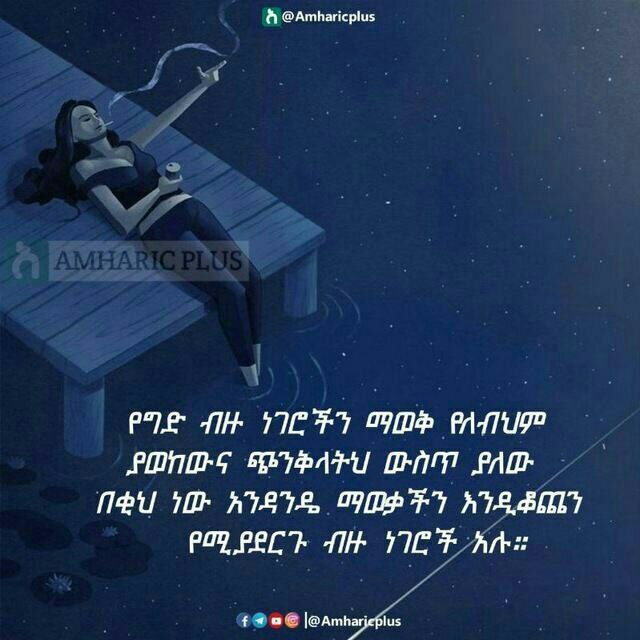 @Amharicplus
AMHARIC PLUS
የግድ ብዙ ነገሮችን ማወቅ የለብህም
ያወከውና ጭንቅላትህ ውስጥ ያለው
በቂህ ነው አንዳንዴ ማወቃችን እንዲቆጨን
የሚያደርጉ ብዙ ነገሮች አሉ።
|@Amharicplus